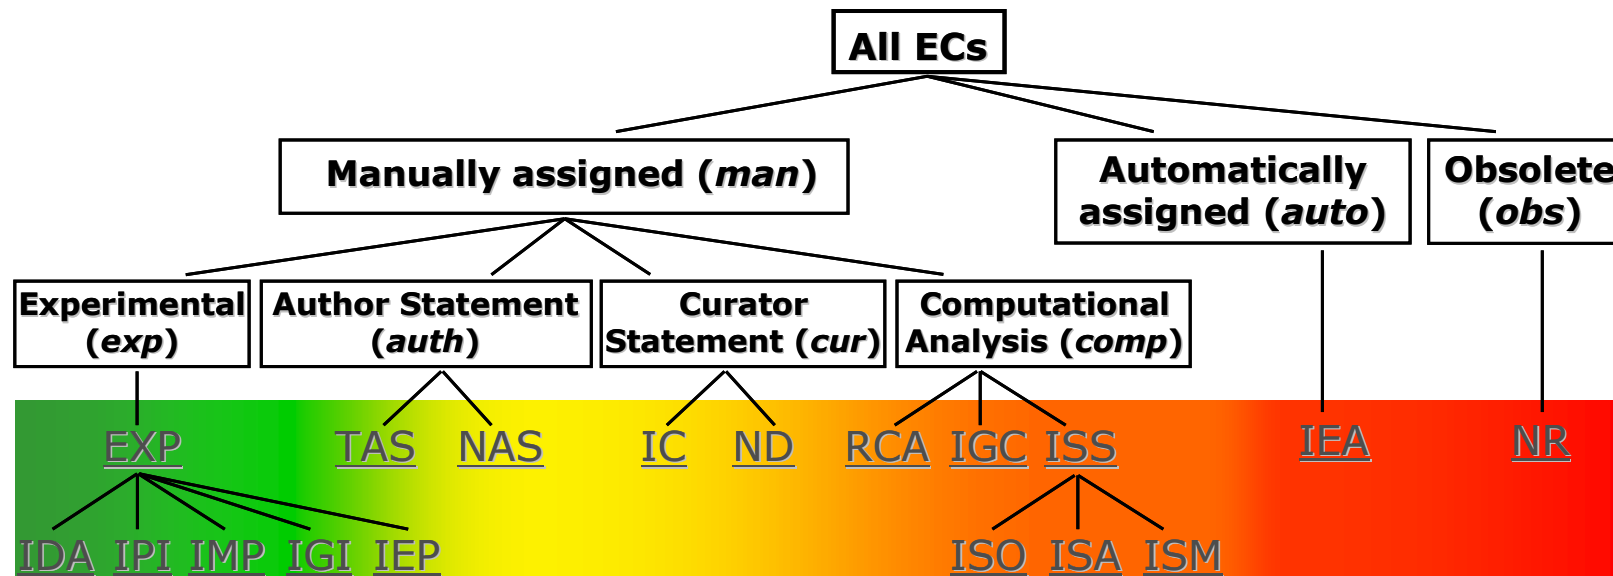 All ECs
Manually assigned (man)
Automatically
assigned (auto)
Obsolete
(obs)
Experimental
(exp)
Author Statement
(auth)
Curator
Statement (cur)
Computational
Analysis (comp)
EXP
TAS
NAS
IC
ND
RCA
IGC
ISS
IEA
NR
IDA
IPI
IMP
IGI
IEP
ISO
ISA
ISM